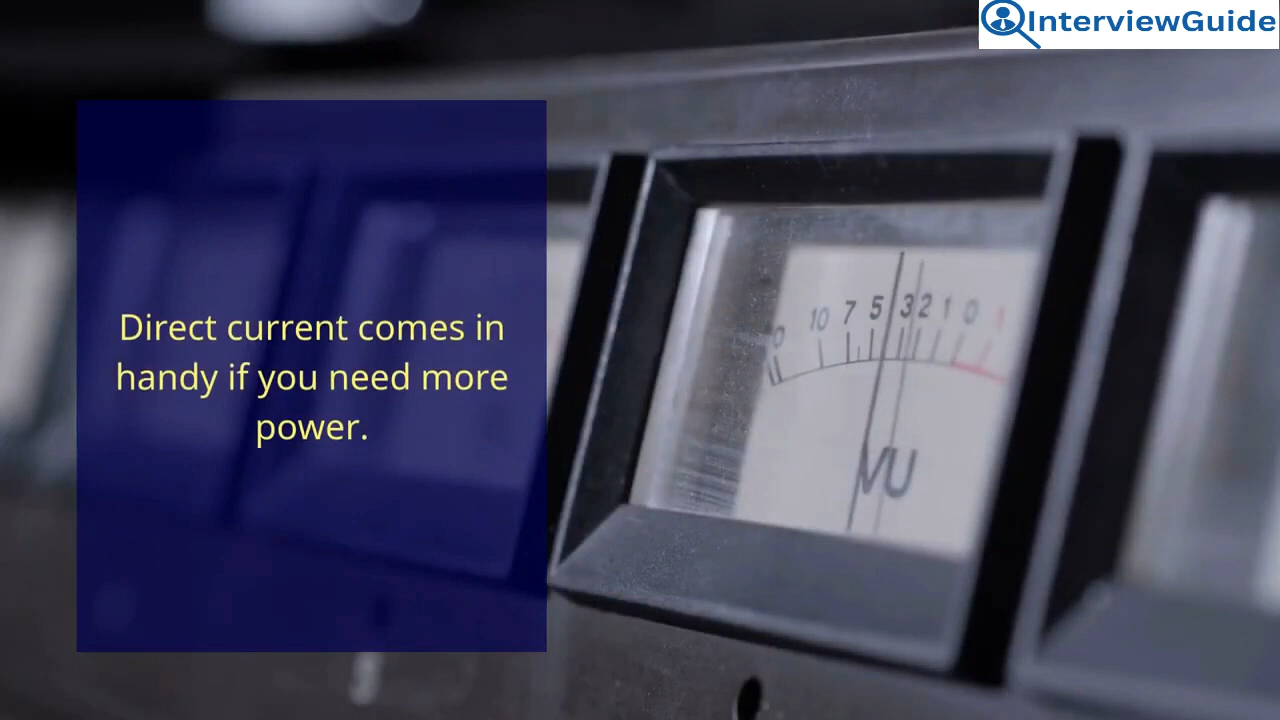 InterviewGuide
Direct current comes in
handy if you need more
power.
10 7 5 3 2 1 0 1
VU